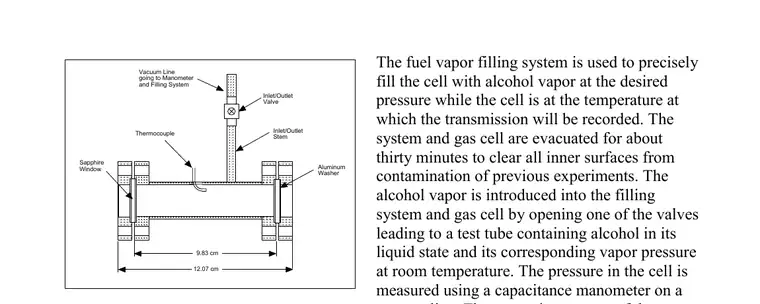 Vacuum Line
going to Manometer
and Filling System
Inlet/Outlet
Valve
Thermocouple
Inlet/Outlet
Stem
Sapphire
Window
Aluminum
Washer
9.83 cm
12.07 cm
The fuel vapor filling system is used to precisely
fill the cell with alcohol vapor at the desired
pressure while the cell is at the temperature at
which the transmission will be recorded. The
system and gas cell are evacuated for about
thirty minutes to clear all inner surfaces from
contamination of previous experiments. The
alcohol vapor is introduced into the filling
system and gas cell by opening one of the valves
leading to a test tube containing alcohol in its
liquid state and its corresponding vapor pressure
at room temperature. The pressure in the cell is
measured using a capacitance manometer on a